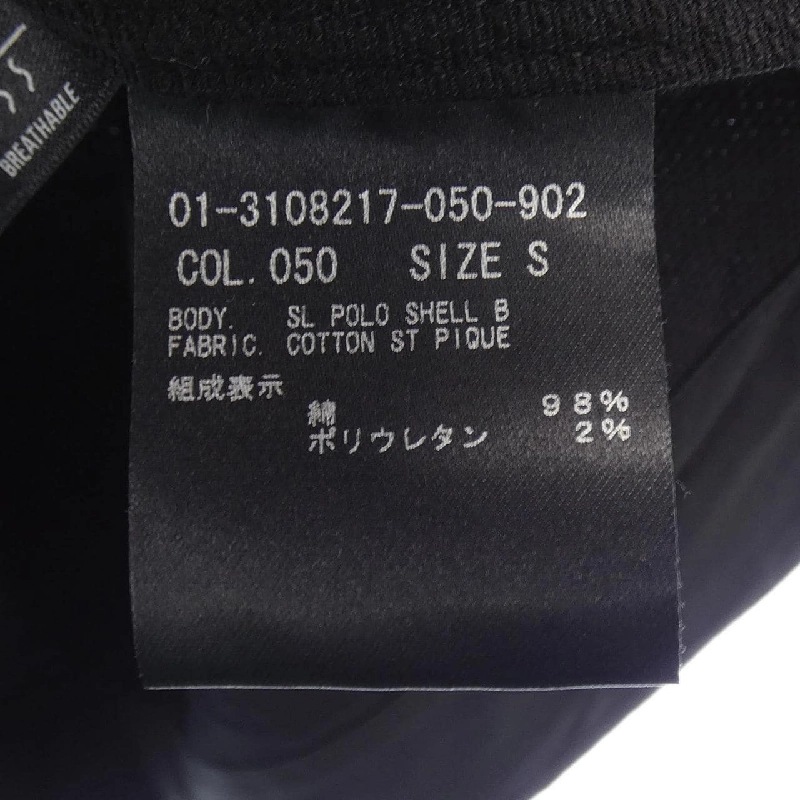 BREATHABLE
01-3108217-050-902
COL. 050 SIZE S
BODY. SL POLO SHELL B
FABRIC. COTTON ST PIQUE
組成表示
綿 98%
ポリウレタン 2%